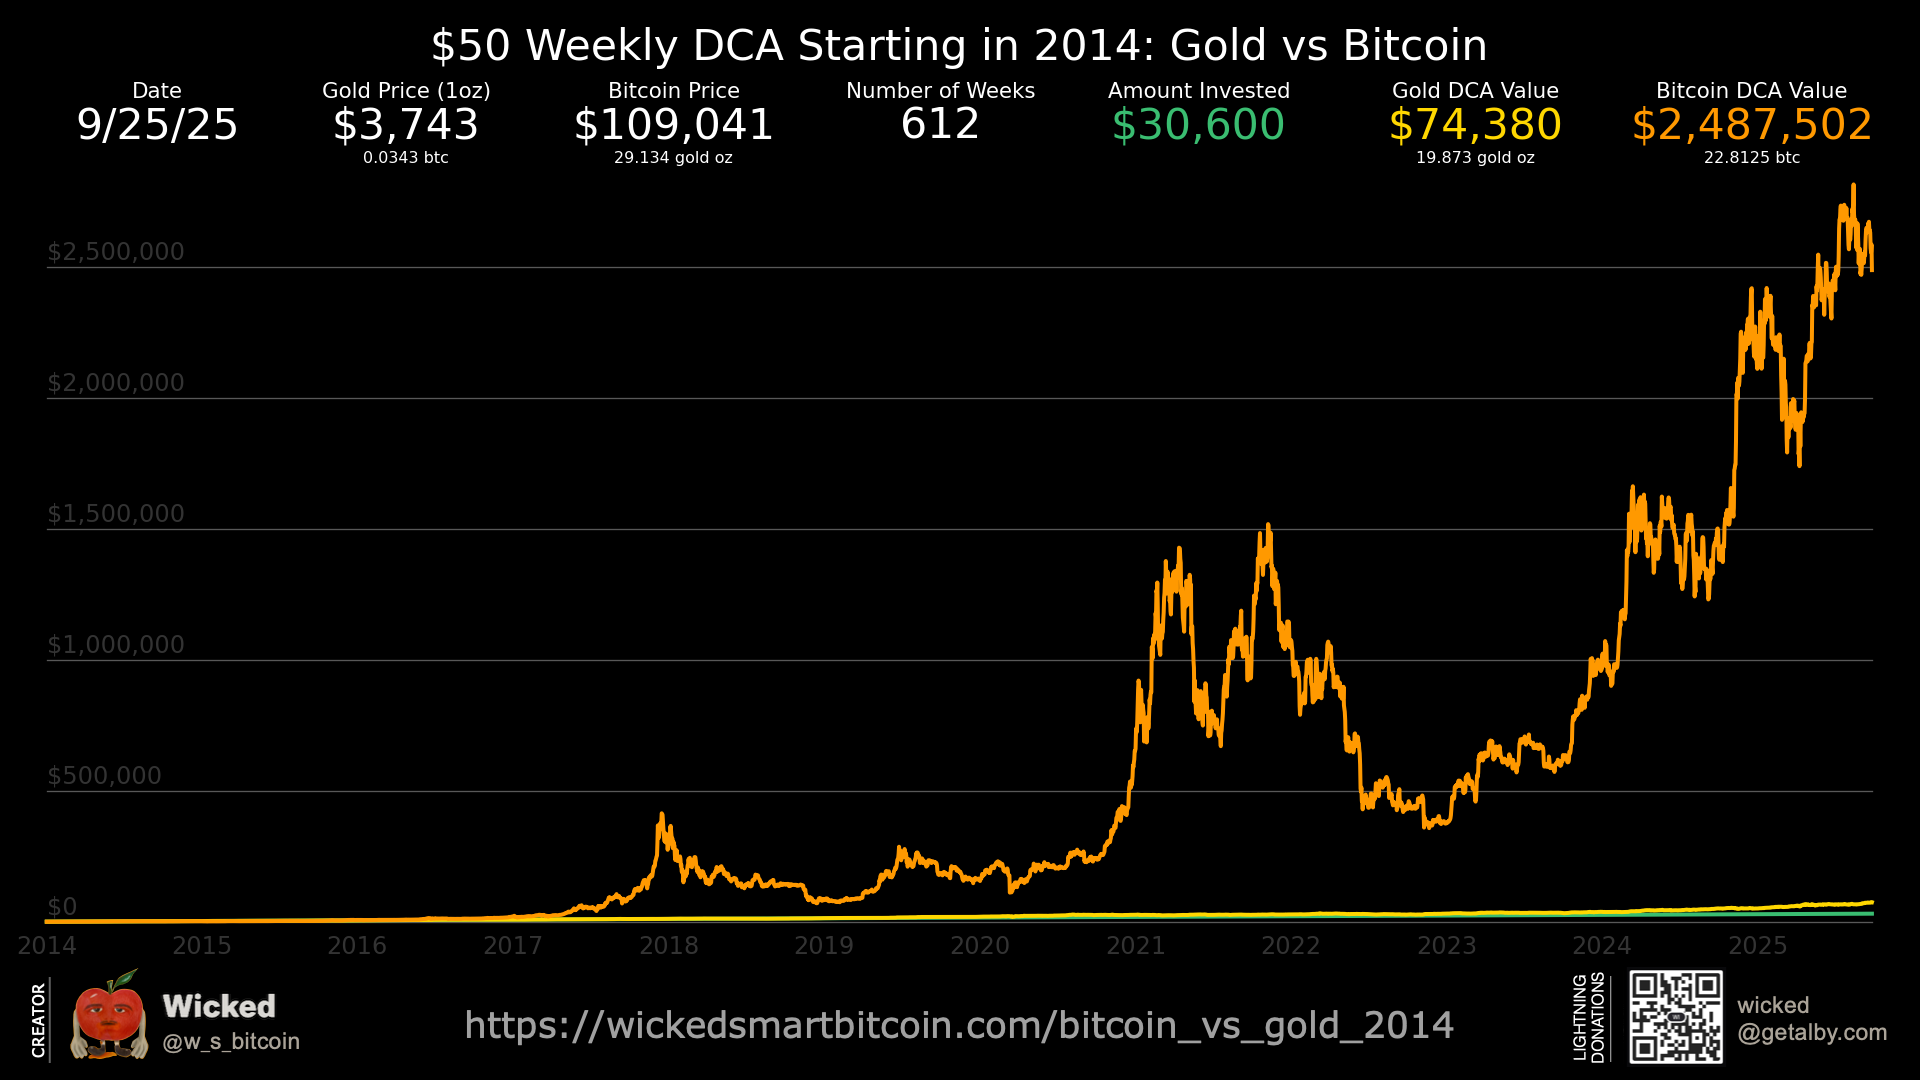 $50 Weekly DCA Starting in 2014: Gold vs Bitcoin
Date
9/25/25
Gold Price (1oz)
$3,743
0.0343 btc
Bitcoin Price
$109,041
29.134 gold oz
Number of Weeks
612
Amount Invested
$30,600
Gold DCA Value
$74,380
19.873 gold oz
Bitcoin DCA Value
$2,487,502
22.8125 btc
$2,500,000
$2,000,000
$1,500,000
$1,000,000
$500,000
$0
2014 2015 2016 2017 2018 2019 2020 2021 2022 2023 2024 2025
CREATOR
Wicked
@w_s_bitcoin
https://wickedsmartbitcoin.com/bitcoin_vs_gold_2014
LIGHTNING
DONATIONS
wicked
@getalby.com